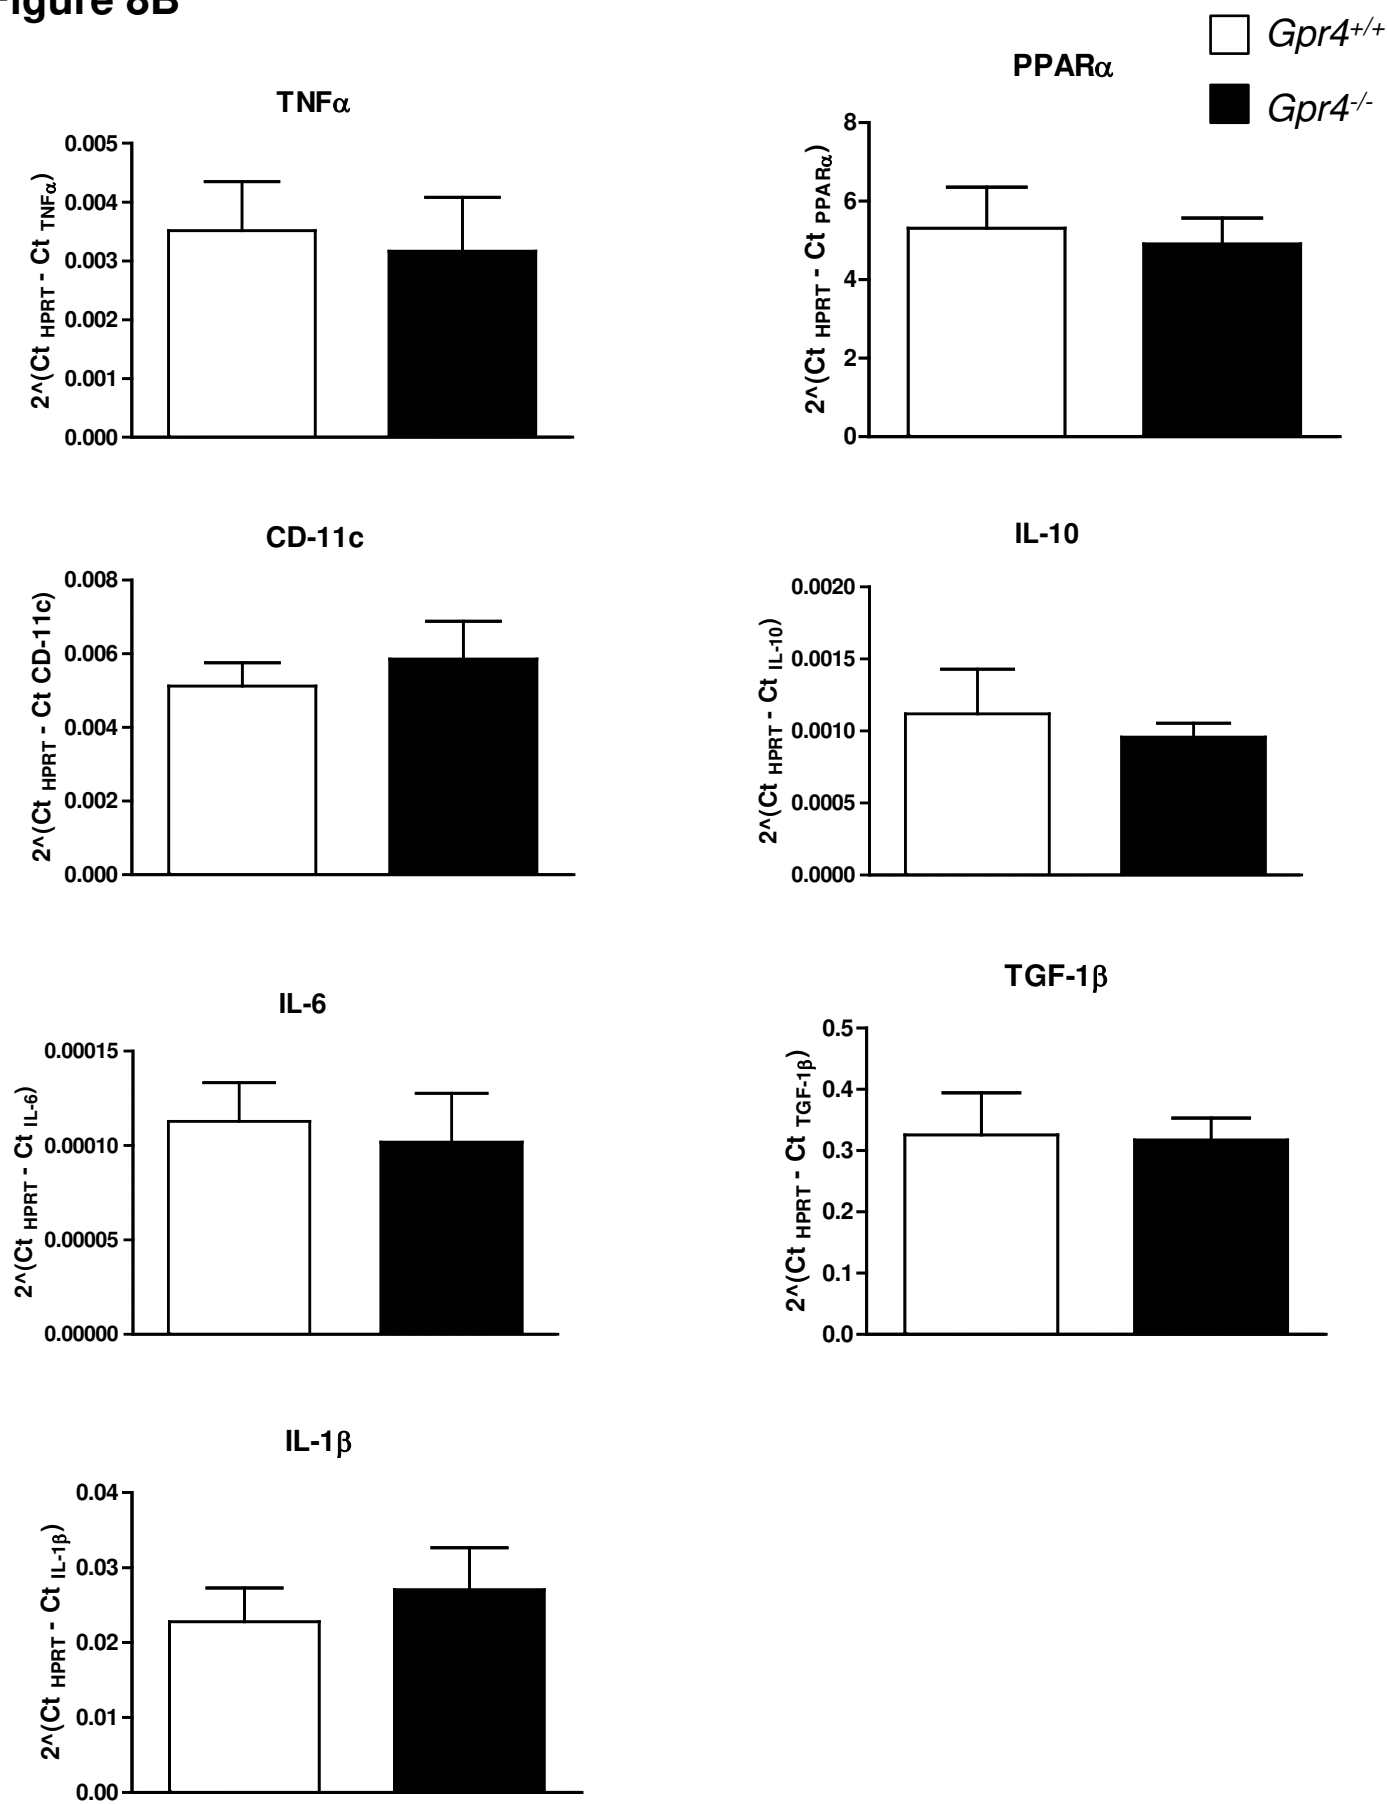 Figure 8B
Gpr4+/+
Gpr4-/-
TNFα
2^(Ct HPRT - Ct TNFα)
0.005
0.004
0.003
0.002
0.001
0.000
PPARα
2^(Ct HPRT - Ct PPARα)
8
6
4
2
0
CD-11c
2^(Ct HPRT - Ct CD-11c)
0.008
0.006
0.004
0.002
0.000
IL-10
2^(Ct HPRT - Ct IL-10)
0.0020
0.0015
0.0010
0.0005
0.0000
IL-6
2^(Ct HPRT - Ct IL-6)
0.00015
0.00010
0.00005
0.00000
TGF-1β
2^(Ct HPRT - Ct TGF-1β)
0.5
0.4
0.3
0.2
0.1
0.0
IL-1β
2^(Ct HPRT - Ct IL-1β)
0.04
0.03
0.02
0.01
0.00